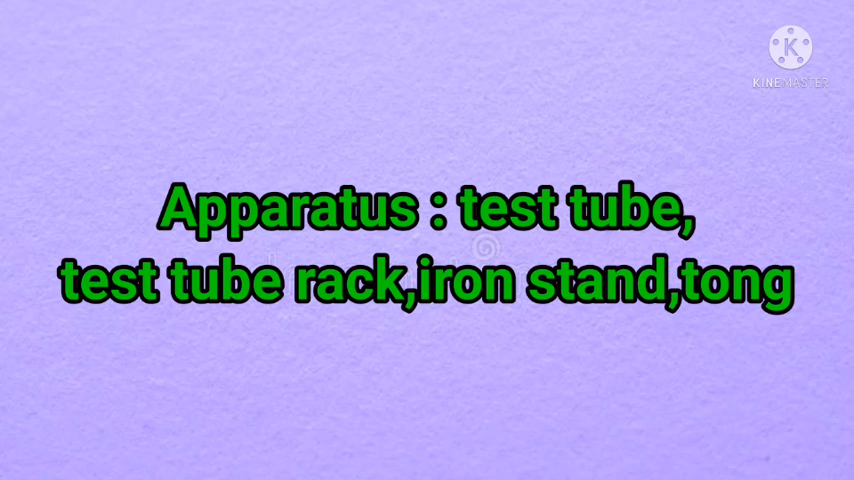 KINEMASTER
Apparatus : test tube,
test tube rack,iron stand,tong